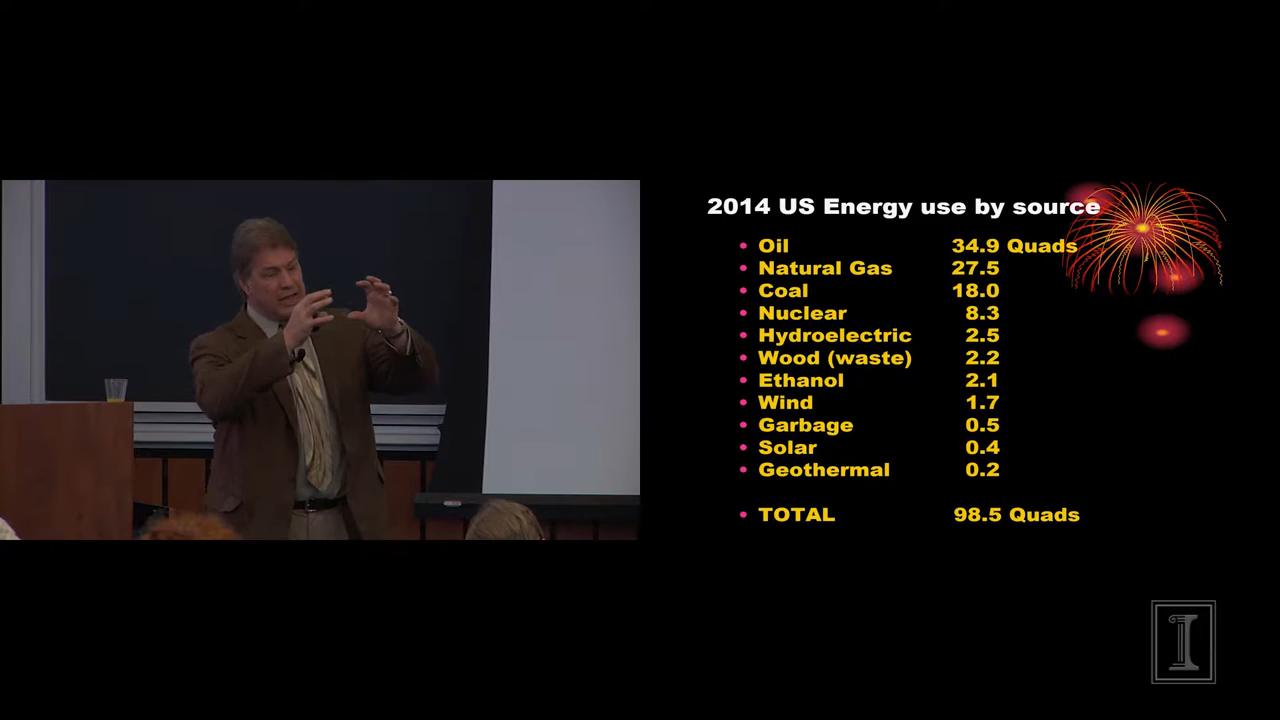 2014 US Energy use by source
• Oil 34.9 Quads
• Natural Gas 27.5
• Coal 18.0
• Nuclear 8.3
• Hydroelectric 2.5
• Wood (waste) 2.2
• Ethanol 2.1
• Wind 1.7
• Garbage 0.5
• Solar 0.4
• Geothermal 0.2
• TOTAL 98.5 Quads
I